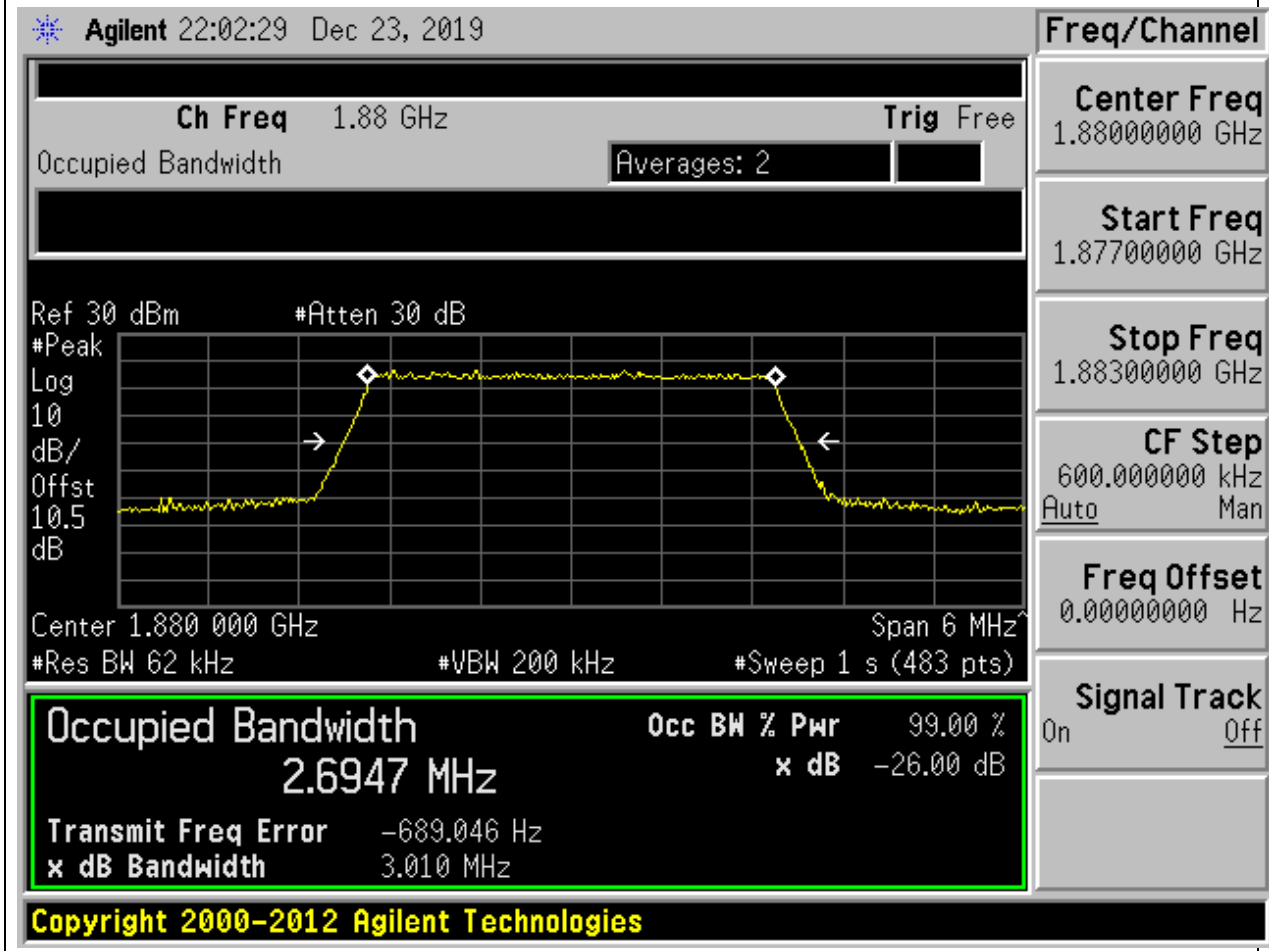 Agilent 22:02:29 Dec 23, 2019
Freq/Channel
Ch Freq 1.88 GHz Trig Free
Occupied Bandwidth Averages: 2
Center Freq
1.88000000 GHz
Start Freq
1.87700000 GHz
Stop Freq
1.88300000 GHz
CF Step
600.000000 kHz
Auto Man
Freq Offset
0.00000000 Hz
Signal Track
On Off
Ref 30 dBm #Atten 30 dB
#Peak
Log
10
dB/
Offst
10.5
dB
Center 1.880 000 GHz Span 6 MHz^
#Res BW 62 kHz #VBW 200 kHz #Sweep 1 s (483 pts)
Occupied Bandwidth Occ BW % Pwr 99.00 %
2.6947 MHz x dB -26.00 dB
Transmit Freq Error -689.046 Hz
x dB Bandwidth 3.010 MHz
Copyright 2000-2012 Agilent Technologies